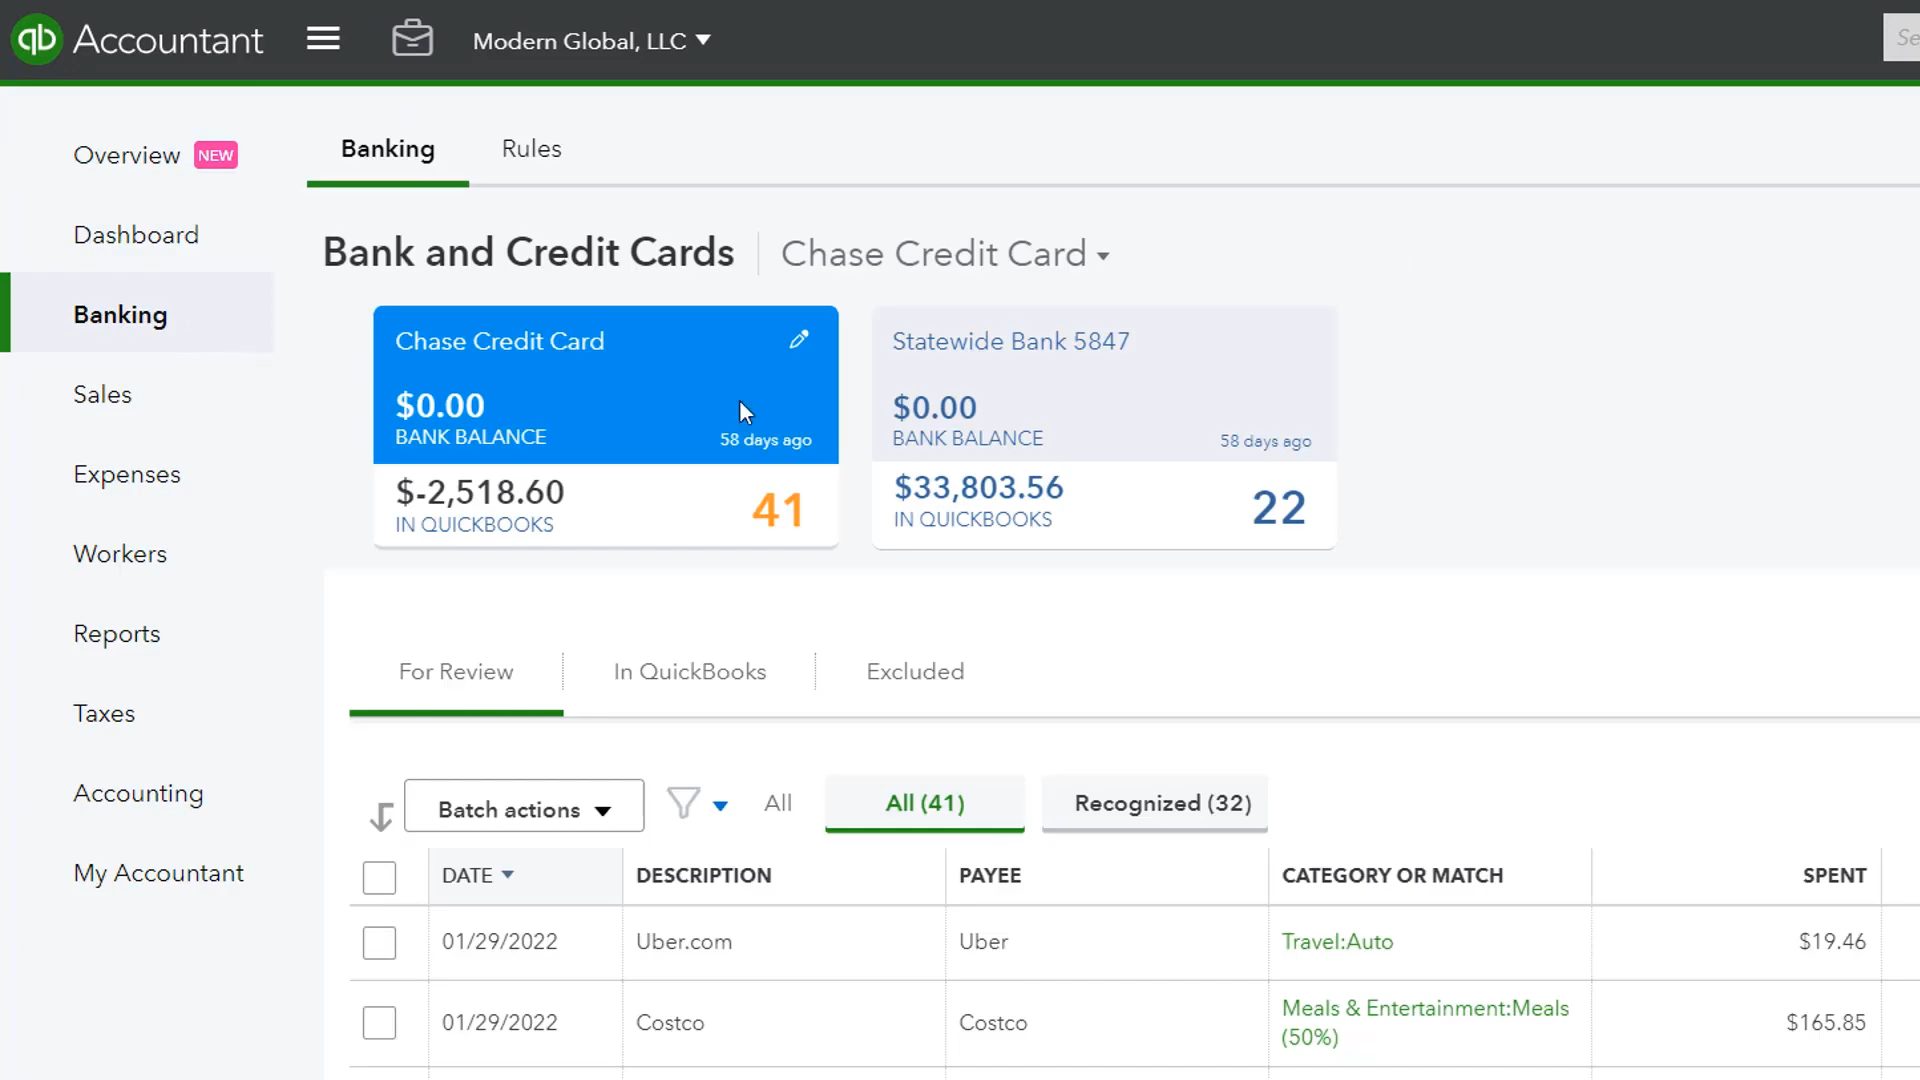 qb Accountant
Modern Global, LLC
Se
Overview NEW
Dashboard
Banking
Sales
Expenses
Workers
Reports
Taxes
Accounting
My Accountant
Banking
Rules
Bank and Credit Cards
Chase Credit Card
Chase Credit Card
$0.00
BANK BALANCE
58 days ago
$-2,518.60
IN QUICKBOOKS
41
Statewide Bank 5847
$0.00
BANK BALANCE
58 days ago
$33,803.56
IN QUICKBOOKS
22
For Review
In QuickBooks
Excluded
Batch actions
All
All (41)
Recognized (32)
DATE DESCRIPTION PAYEE CATEGORY OR MATCH SPENT
01/29/2022 Uber.com Uber Travel:Auto $19.46
01/29/2022 Costco Costco Meals & Entertainment:Meals $165.85
(50%)